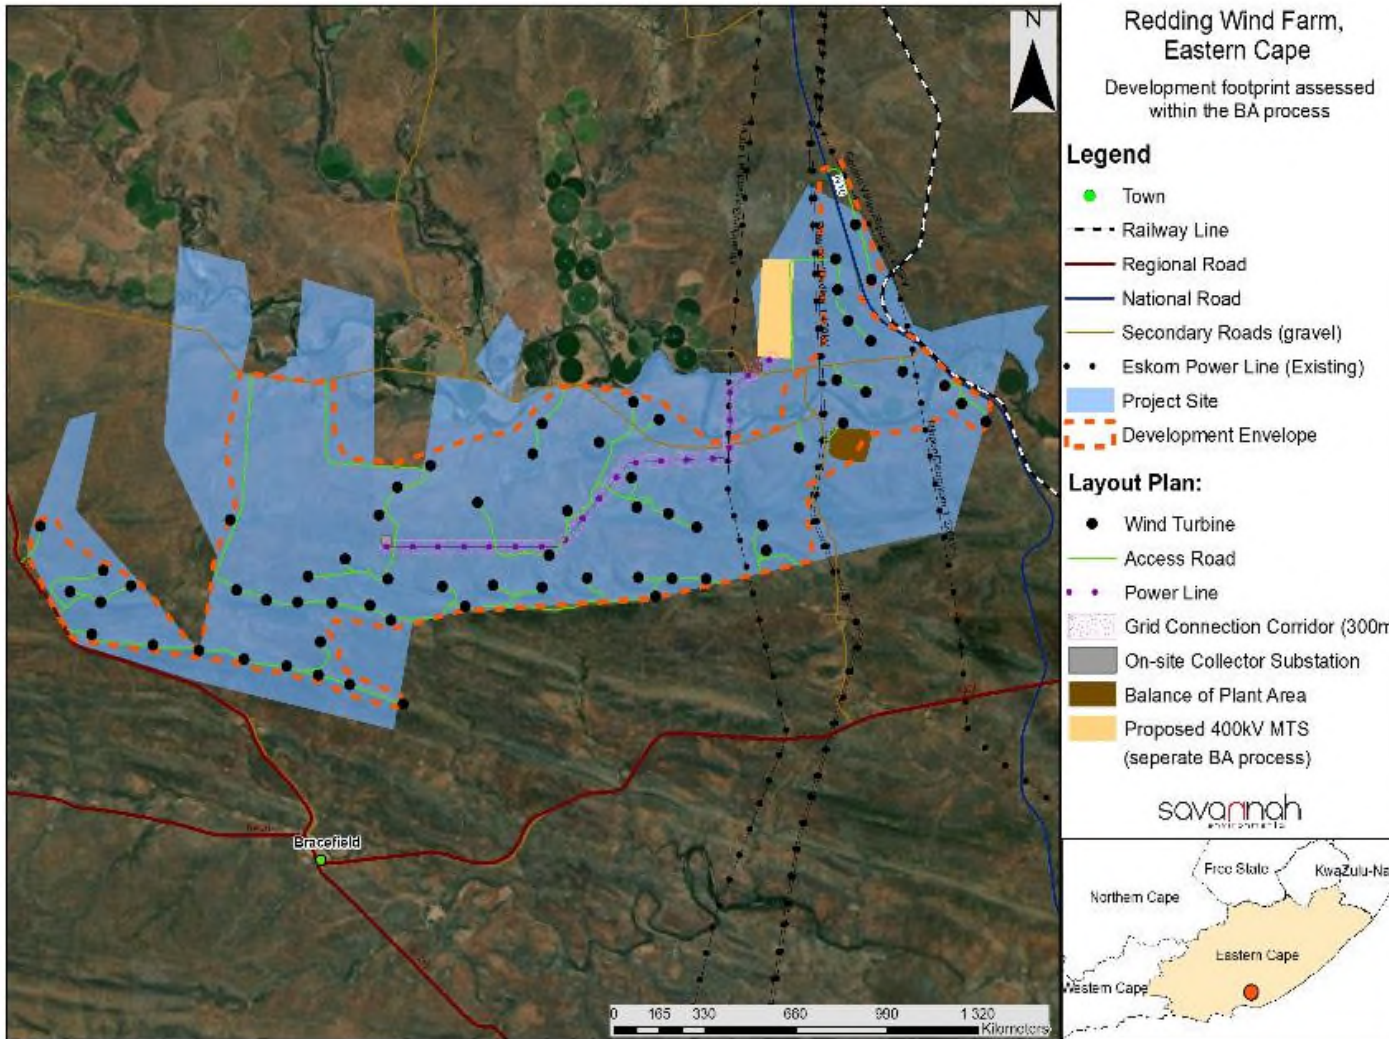 N
Bracefield
0 165 330 660 990 1 320
Kilometers
Redding Wind Farm,
Eastern Cape
Development footprint assessed
within the BA process
Legend
Town
Railway Line
Regional Road
National Road
Secondary Roads (gravel)
Eskom Power Line (Existing)
Project Site
Development Envelope
Layout Plan:
Wind Turbine
Access Road
Power Line
Grid Connection Corridor (300m
On-site Collector Substation
Balance of Plant Area
Proposed 400kV MTS
(seperate BA process)
savannah
environmental
Free State
KwaZulu-Na
Northern Cape
Eastern Cape
Western Cape